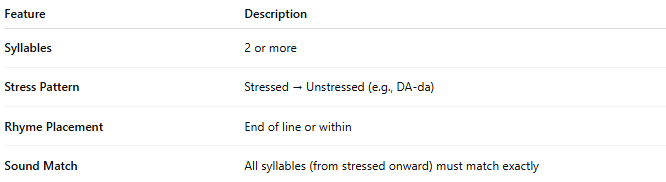 Feature Description
Syllables 2 or more
Stress Pattern Stressed → Unstressed (e.g., DA-da)
Rhyme Placement End of line or within
Sound Match All syllables (from stressed onward) must match exactly